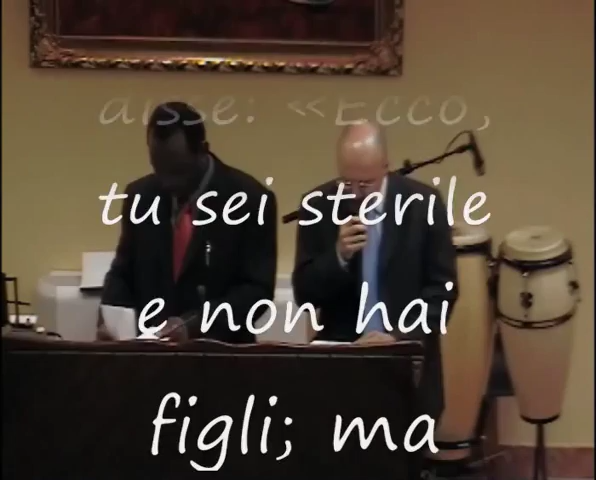 disse: «Ecco,
tu sei sterile
e non hai
figli; ma